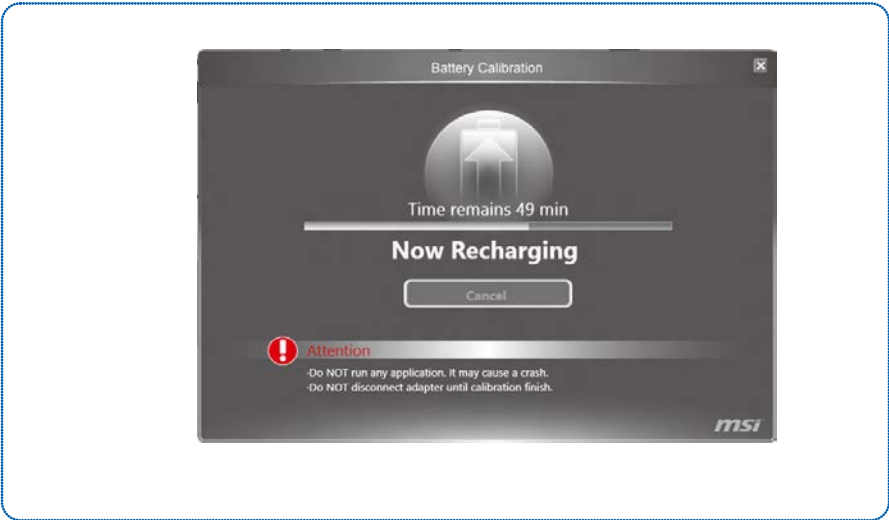 Battery Calibration
Time remains 49 min
Now Recharging
Cancel
Attention
·Do NOT run any application. It may cause a crash.
·Do NOT disconnect adapter until calibration finish.
msi